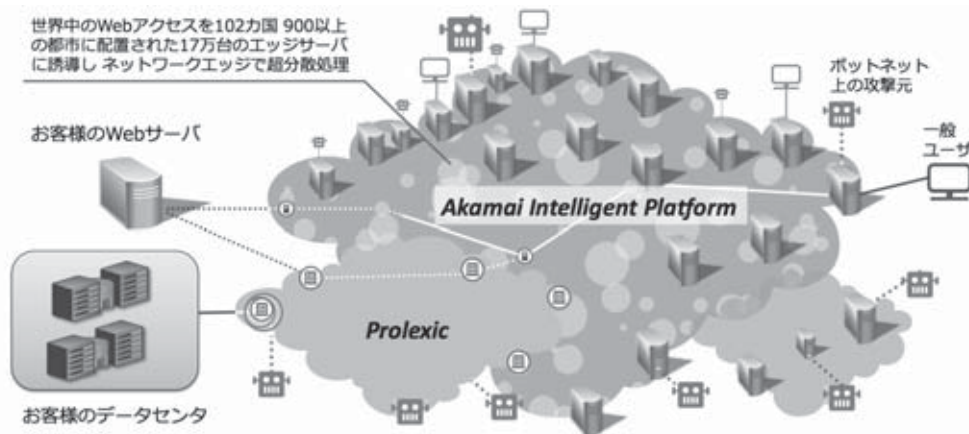 世界中のWebアクセスを102カ国 900以上
の都市に配置された17万台のエッジサーバ
に誘導し ネットワークエッジで超分散処理
ボットネット
上の攻撃元
お客様のWebサーバ
一般
ユーザ
Akamai Intelligent Platform
Prolexic
お客様のデータセンタ